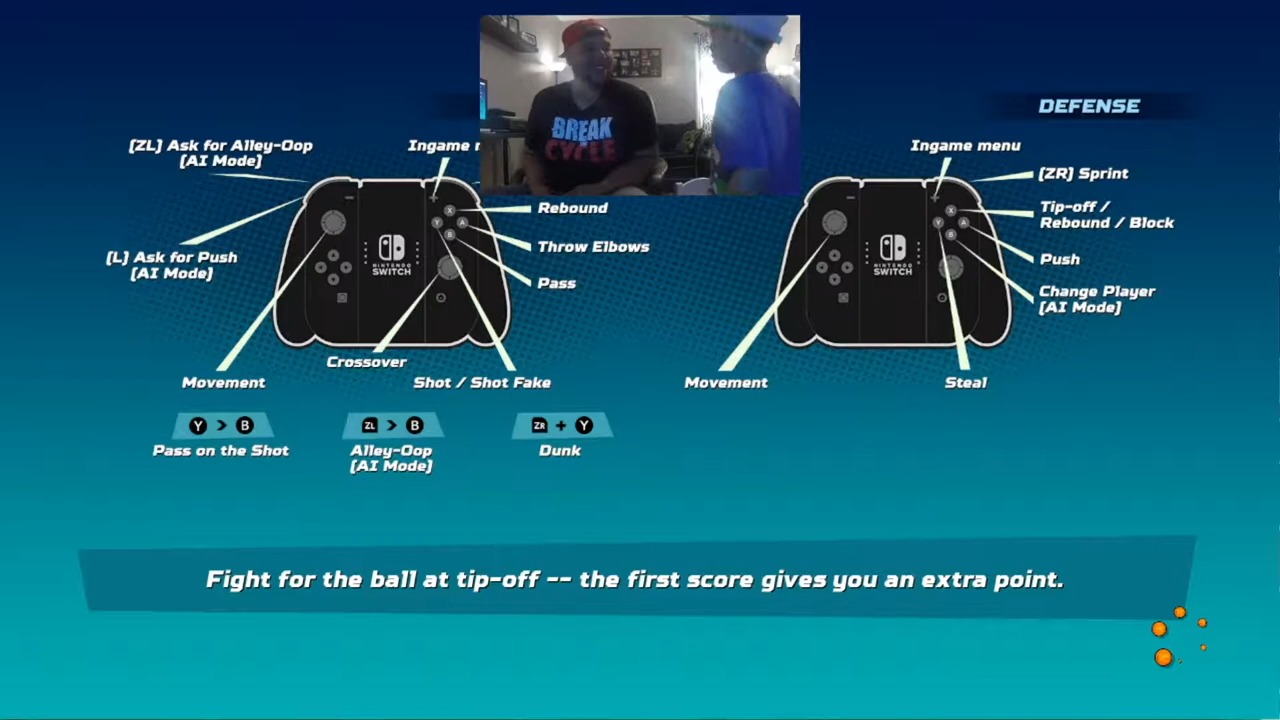 BREAK
CYCLE
DEFENSE
(ZL) Ask for Alley-Oop
(AI Mode)
Ingame
(L) Ask for Push
(AI Mode)
X
Y
A
B
NINTENDO
SWITCH
Rebound
Throw Elbows
Pass
Crossover
Movement
Shot / Shot Fake
Y > B
Pass on the Shot
ZL > B
Alley-Oop
(AI Mode)
ZR + Y
Dunk
Ingame menu
(ZR) Sprint
Tip-off /
Rebound / Block
X
Y
A
B
NINTENDO
SWITCH
Push
Change Player
(AI Mode)
Movement
Steal
Fight for the ball at tip-off -- the first score gives you an extra point.